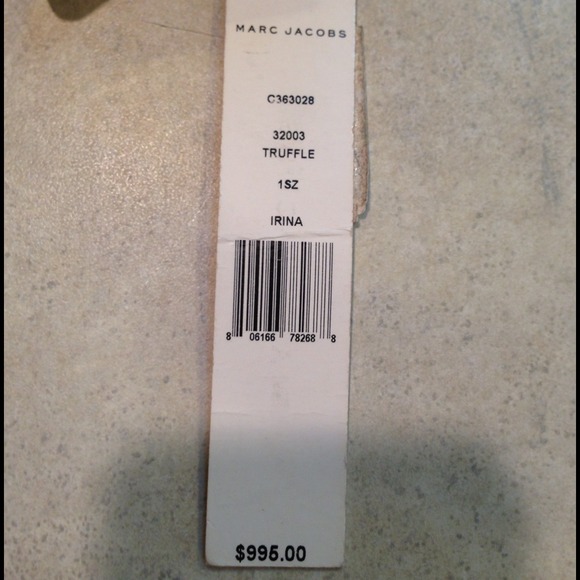 MARC JACOBS
C363028
32003
TRUFFLE
1SZ
IRINA
8 06166 78268 8
$995.00